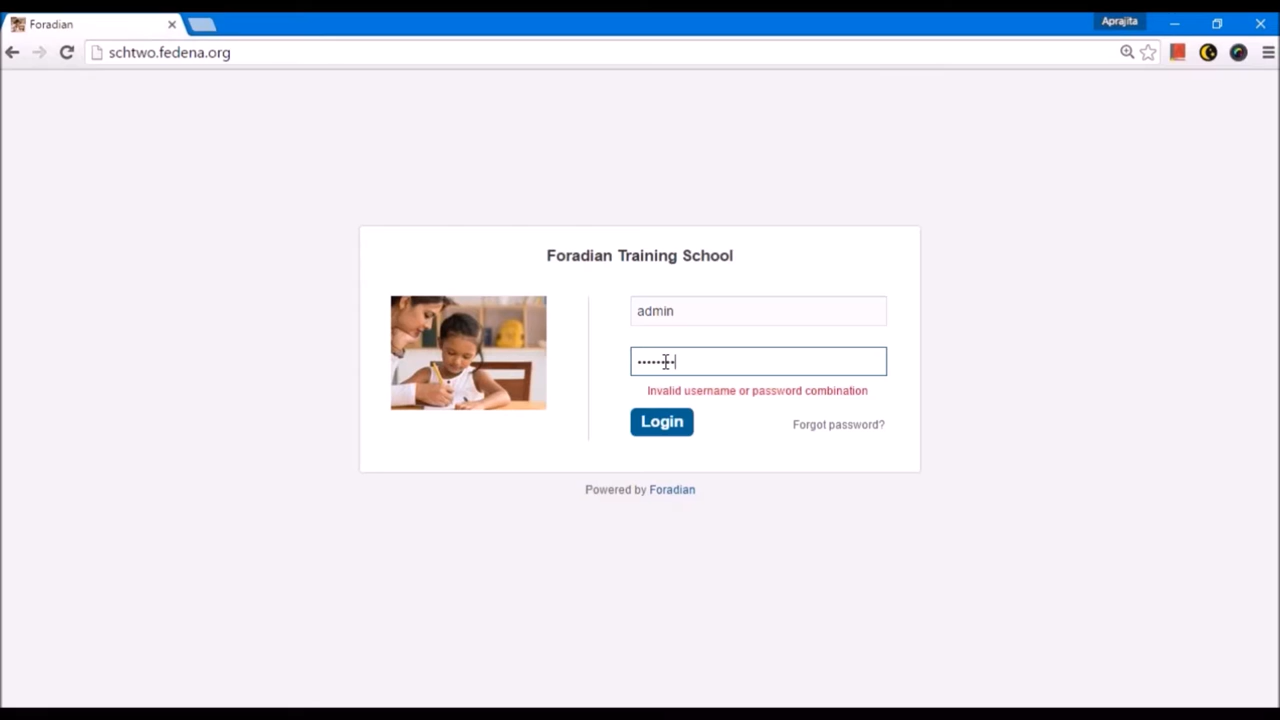 Foradian
Aprajita
schtwo.fedena.org
Foradian Training School
admin
••••••••
Invalid username or password combination
Login
Forgot password?
Powered by Foradian